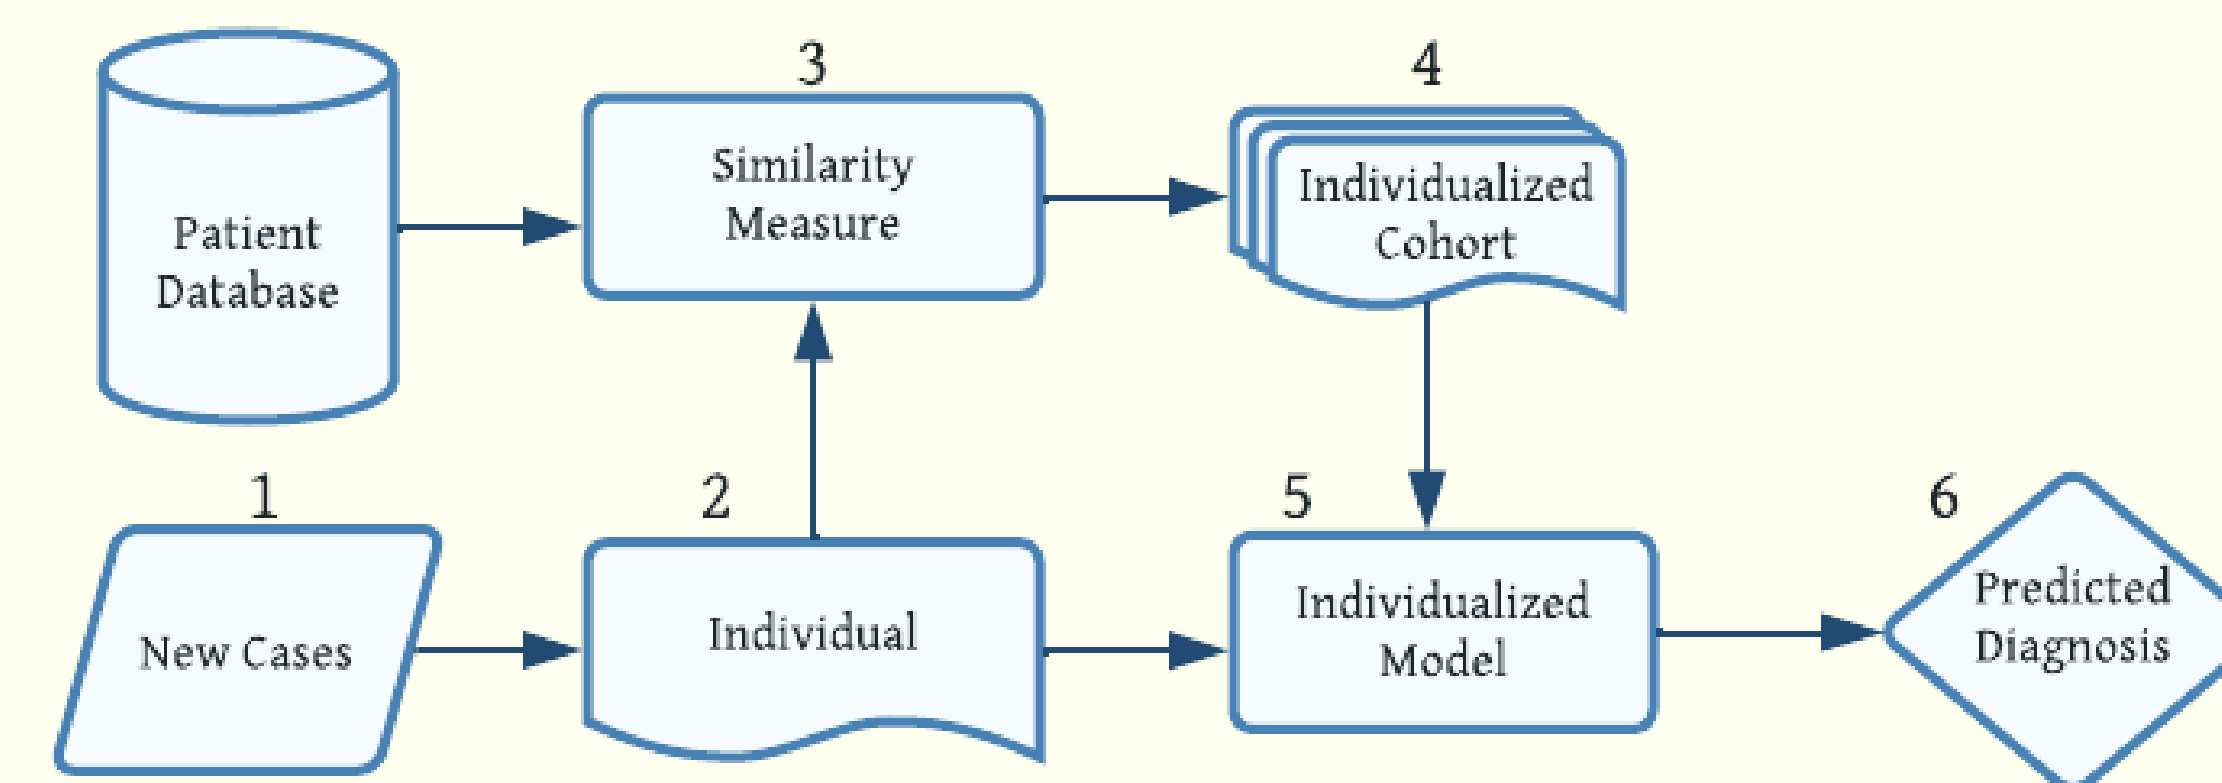 3
4
Similarity
Measure
Individualized
Cohort
Patient
Database
1
2
5
6
New Cases
Individual
Individualized
Model
Predicted
Diagnosis